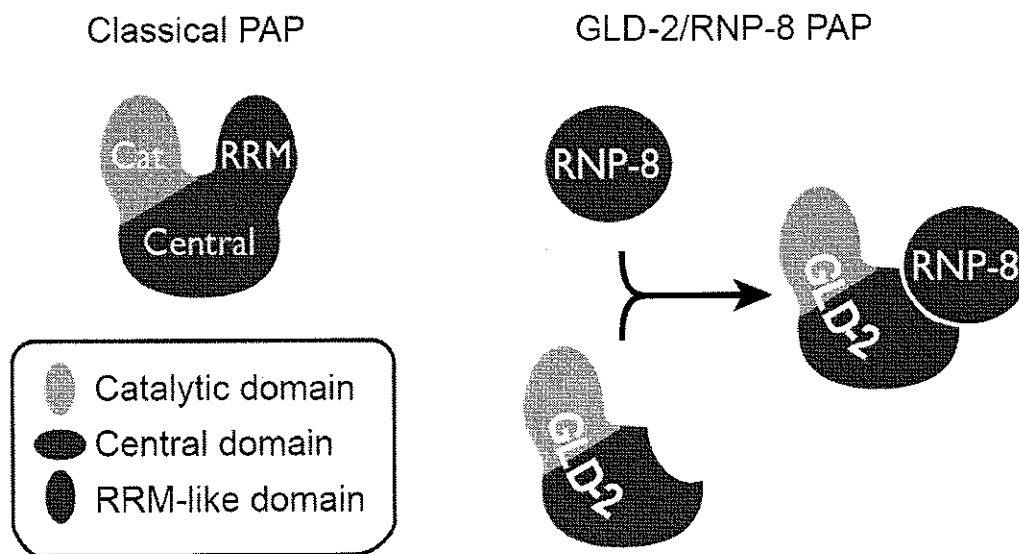 Classical PAP
GLD-2/RNP-8 PAP
Cat
RRM
Central
Catalytic domain
Central domain
RRM-like domain
RNP-8
GLD-2
GLD-2
RNP-8